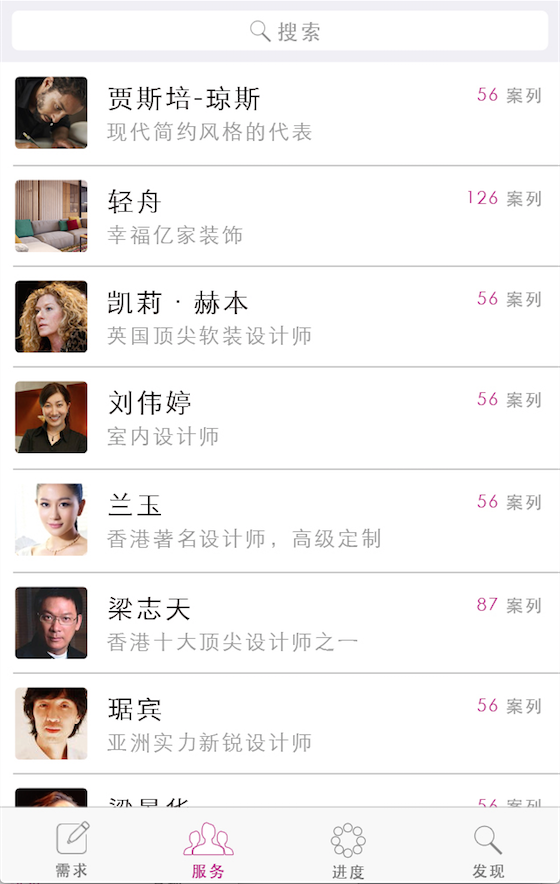 搜索
贾斯培-琼斯
56 案列
现代简约风格的代表
轻舟
126 案列
幸福亿家装饰
凯莉·赫本
56 案列
英国顶尖软装设计师
刘伟婷
56 案列
室内设计师
兰玉
56 案列
香港著名设计师，高级定制
梁志天
87 案列
香港十大顶尖设计师之一
琚宾
56 案列
亚洲实力新锐设计师
56 案列
需求
服务
进度
发现